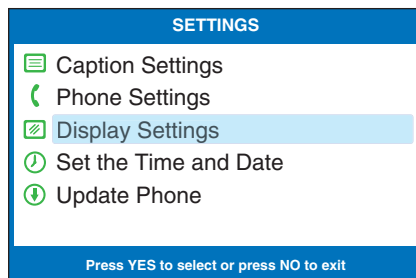 SETTINGS
Caption Settings
Phone Settings
Display Settings
Set the Time and Date
Update Phone
Press YES to select or press NO to exit